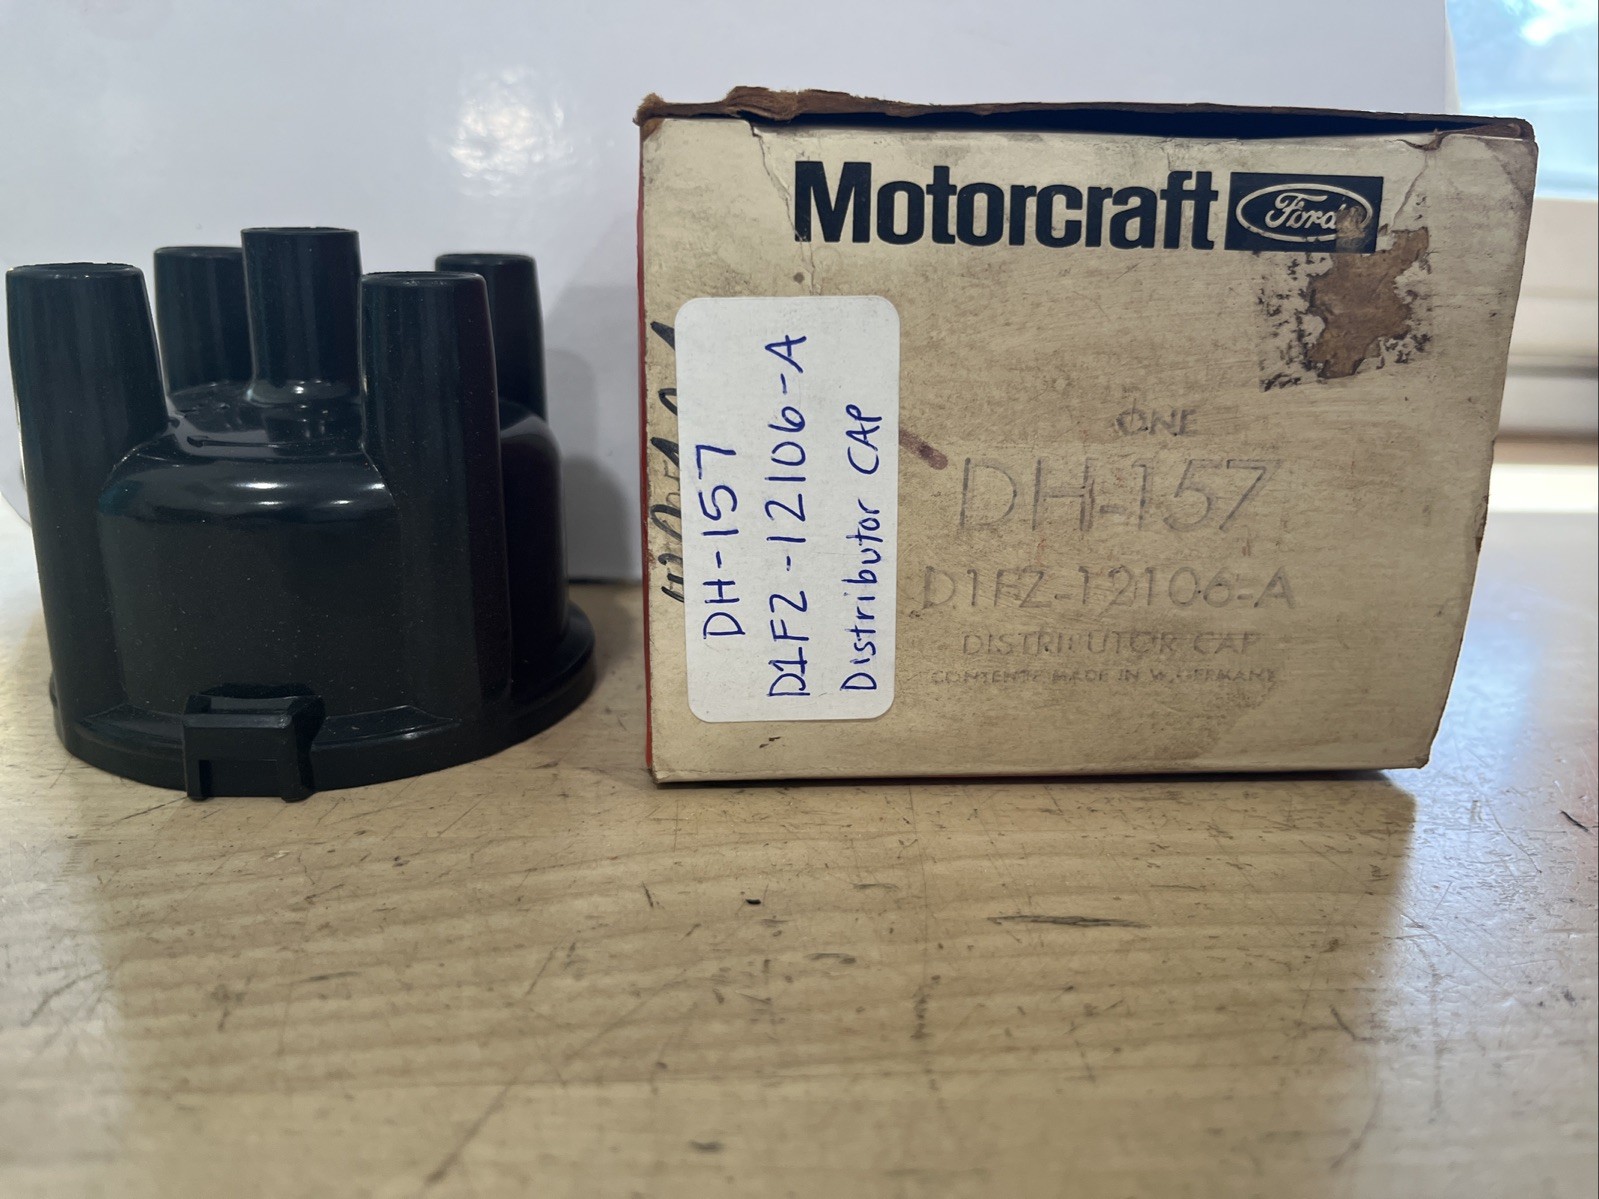 Motorcraft Ford
ONE
DH-157
D1FZ-12106-A
DISTRIBUTOR CAP
CONTENTS MADE IN W. GERMANY
DH-157
D1FZ-12106-A
Distributor CAP